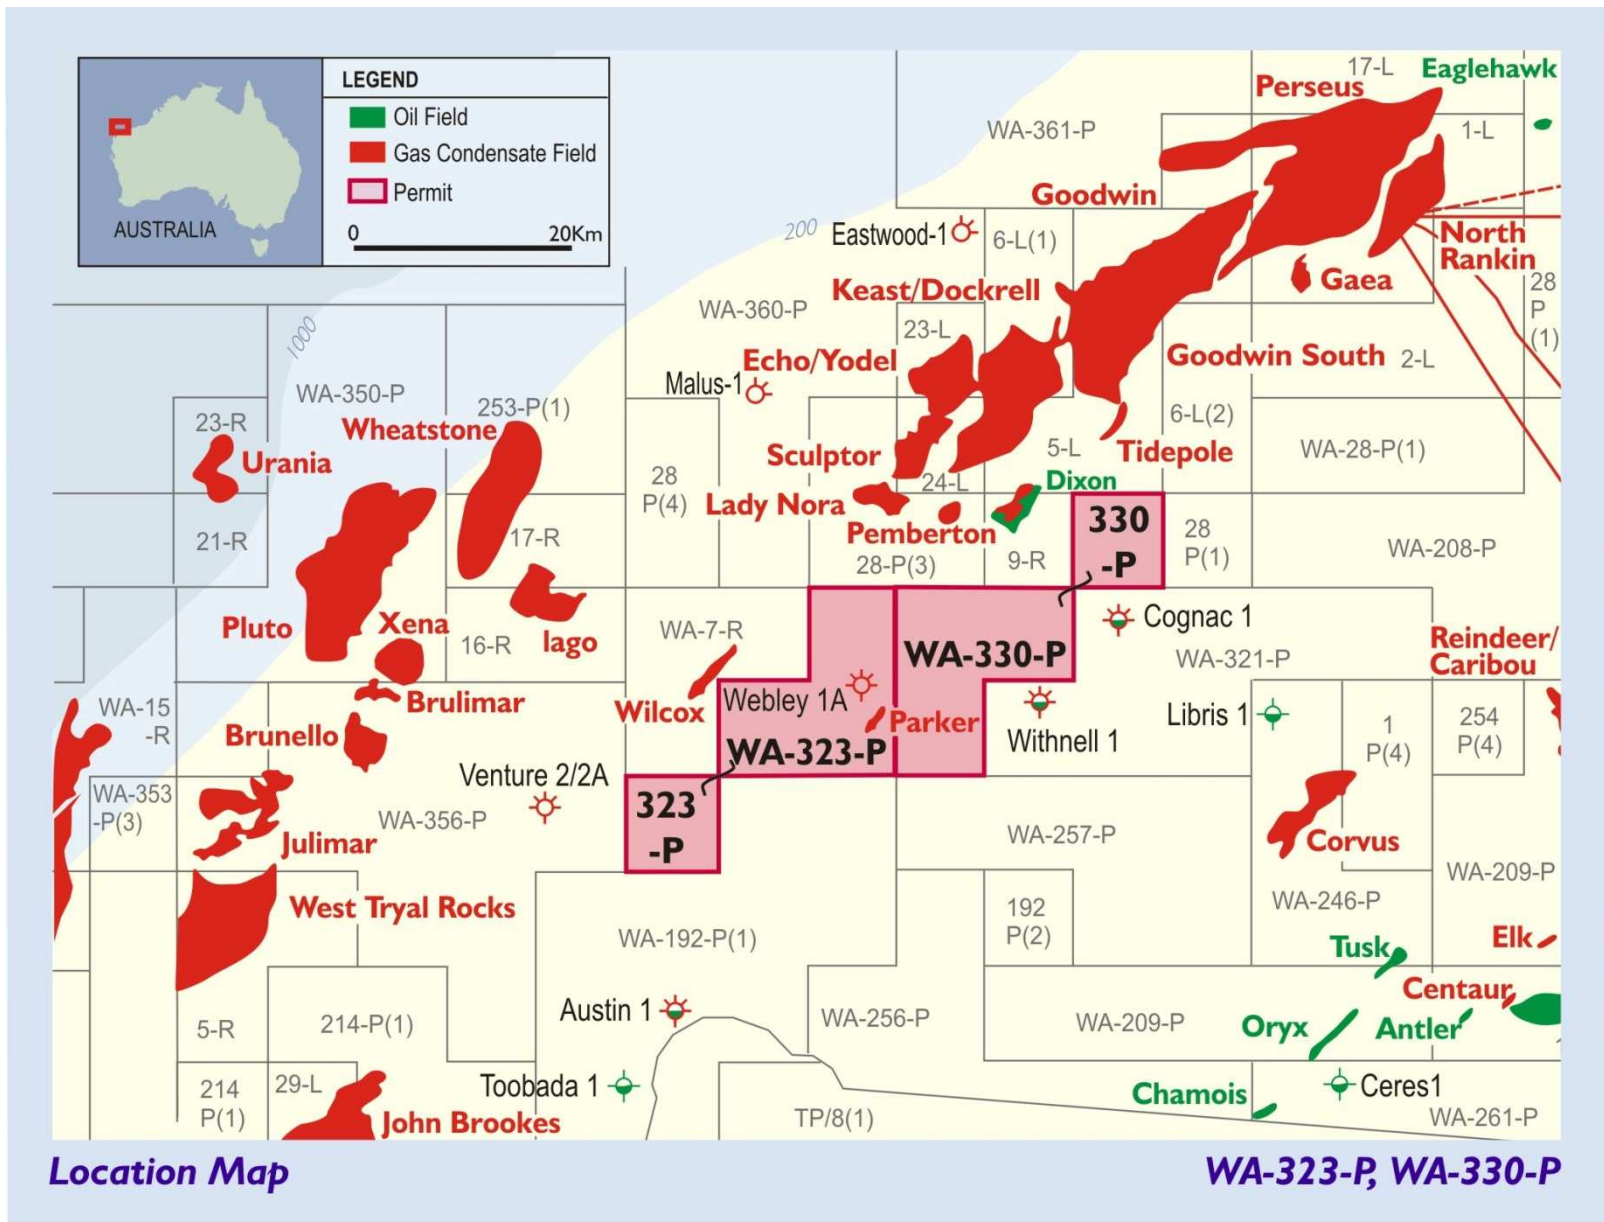 LEGEND
Oil Field
Gas Condensate Field
Permit
0 20Km
AUSTRALIA
17-L
Eaglehawk
Perseus
WA-361-P
1-L
Goodwin
200
Eastwood-1
6-L(1)
North
Rankin
Gaea
Keast/Dockrell
28
P
(1)
WA-360-P
23-L
1000
Echo/Yodel
Goodwin South
2-L
Malus-1
WA-350-P
253-P(1)
23-R
Wheatstone
6-L(2)
Urania
Sculptor
5-L
Tidepole
WA-28-P(1)
28
P(4)
24-L
Dixon
Lady Nora
Pemberton
330
-P
21-R
17-R
28
P(1)
WA-208-P
28-P(3)
9-R
Pluto
Xena
16-R
Iago
WA-7-R
Cognac 1
WA-330-P
WA-321-P
Reindeer/
Caribou
WA-15
-R
Brulimar
Wilcox
Webley 1A
Parker
Libris 1
1
P(4)
254
P(4)
Brunello
WA-323-P
Withnell 1
Venture 2/2A
WA-353
-P(3)
323
-P
WA-356-P
WA-257-P
Julimar
Corvus
WA-209-P
West Tryal Rocks
WA-246-P
192
P(2)
WA-192-P(1)
Tusk
Elk
Centaur
Austin 1
5-R
214-P(1)
WA-256-P
WA-209-P
Oryx
Antler
Toobada 1
29-L
214
P(1)
Chamois
Ceres1
John Brookes
TP/8(1)
WA-261-P
Location Map
WA-323-P, WA-330-P